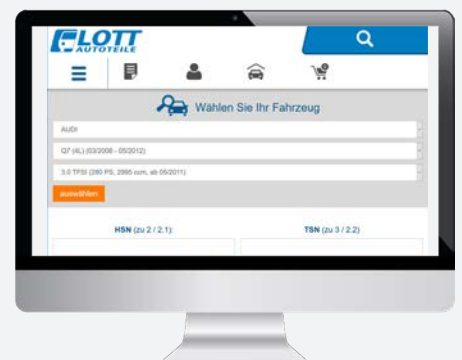 FLOTT
AUTOTEILE
Wählen Sie Ihr Fahrzeug
AUDI
Q7 (4L) (03/2006 - 05/2012)
3.0 TFSI (280 PS, 2995 ccm, ab 05/2011)
auswählen
HSN (zu 2 / 2.1):
TSN (zu 3 / 2.2)